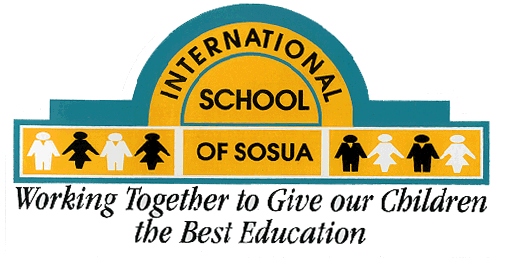 INTERNATIONAL
SCHOOL
OF SOSUA
Working Together to Give our Children
the Best Education